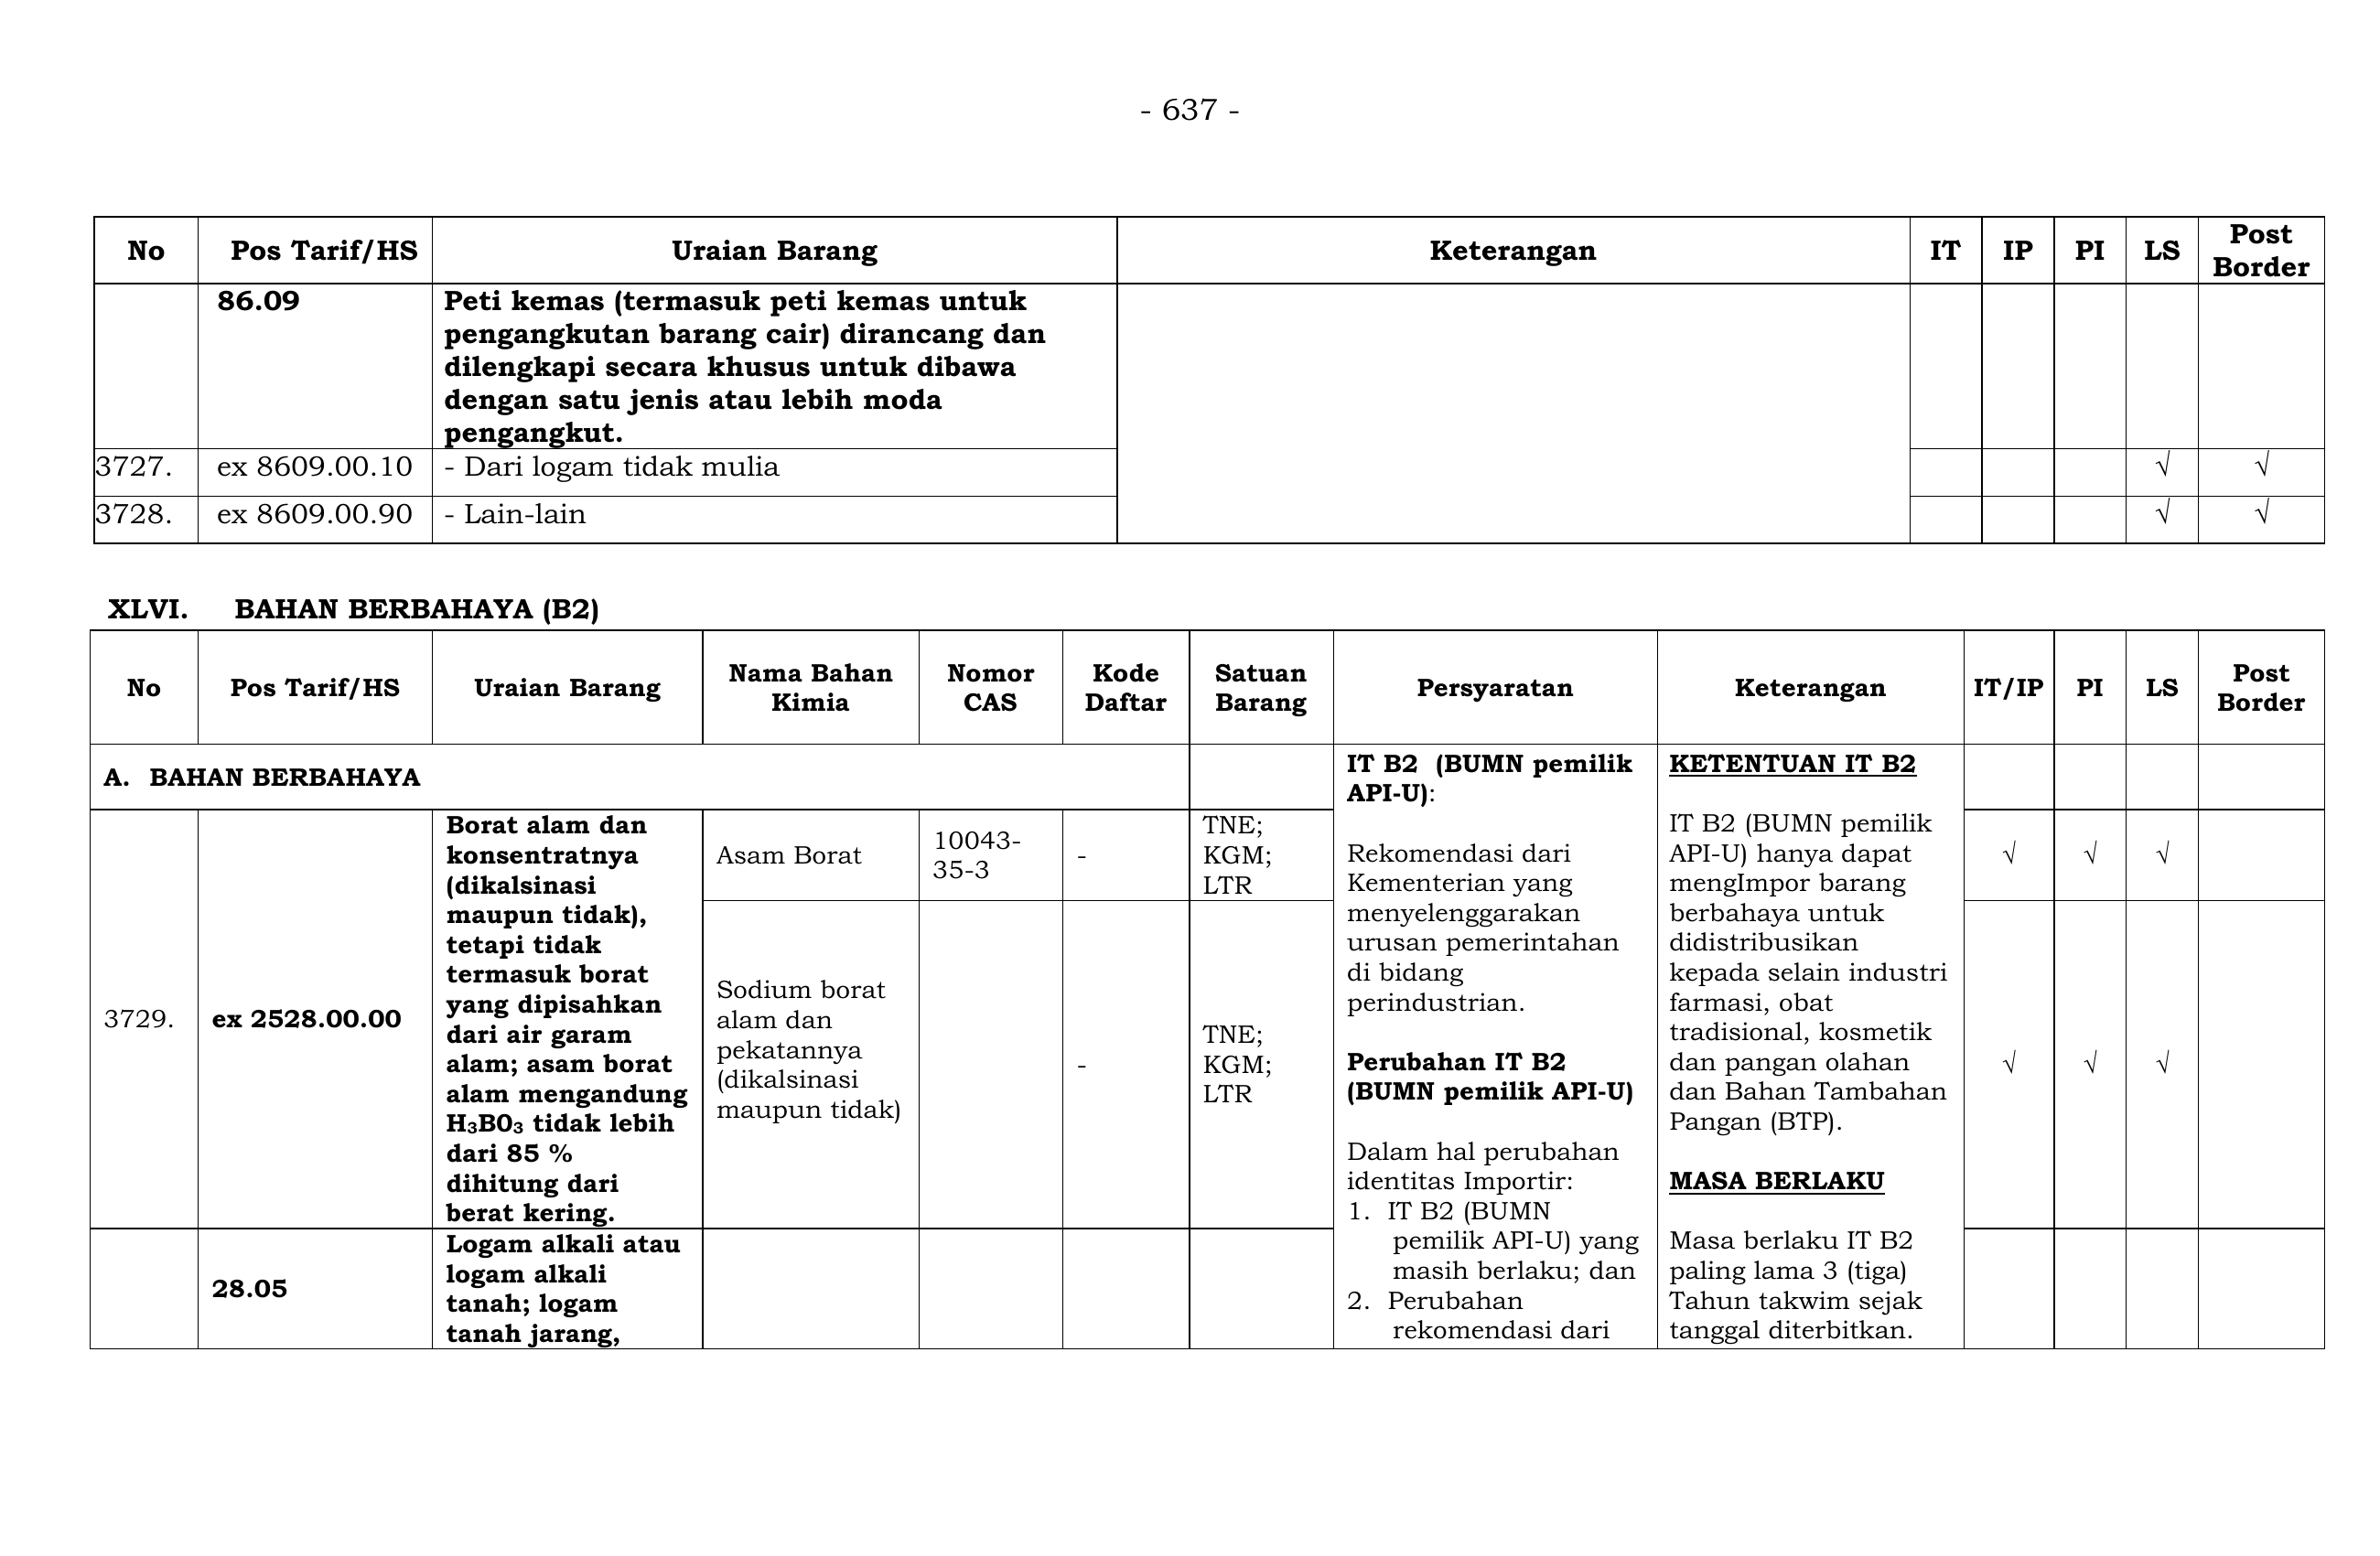 - 637 -
No Pos Tarif/HS Uraian Barang Keterangan IT IP PI LS Post Border
86.09 Peti kemas (termasuk peti kemas untuk
pengangkutan barang cair) dirancang dan
dilengkapi secara khusus untuk dibawa
dengan satu jenis atau lebih moda
pengangkut.
3727. ex 8609.00.10 - Dari logam tidak mulia √ √
3728. ex 8609.00.90 - Lain-lain √ √
XLVI. BAHAN BERBAHAYA (B2)
No Pos Tarif/HS Uraian Barang Nama Bahan Kimia Nomor CAS Kode Daftar Satuan Barang Persyaratan Keterangan IT/IP PI LS Post Border
A. BAHAN BERBAHAYA
3729.
ex 2528.00.00
Borat alam dan
konsentratnya
(dikalsinasi
maupun tidak),
tetapi tidak
termasuk borat
yang dipisahkan
dari air garam
alam; asam borat
alam mengandung
H₃B0₃ tidak lebih
dari 85 %
dihitung dari
berat kering.
Asam Borat
10043-
35-3
-
TNE;
KGM;
LTR
√ √ √
Sodium borat
alam dan
pekatannya
(dikalsinasi
maupun tidak)
-
TNE;
KGM;
LTR
√ √ √
28.05
Logam alkali atau
logam alkali
tanah; logam
tanah jarang,
IT B2 (BUMN pemilik
API-U):
Rekomendasi dari
Kementerian yang
menyelenggarakan
urusan pemerintahan
di bidang
perindustrian.
Perubahan IT B2
(BUMN pemilik API-U)
Dalam hal perubahan
identitas Importir:
1. IT B2 (BUMN
pemilik API-U) yang
masih berlaku; dan
2. Perubahan
rekomendasi dari
KETENTUAN IT B2
IT B2 (BUMN pemilik
API-U) hanya dapat
mengImpor barang
berbahaya untuk
didistribusikan
kepada selain industri
farmasi, obat
tradisional, kosmetik
dan pangan olahan
dan Bahan Tambahan
Pangan (BTP).
MASA BERLAKU
Masa berlaku IT B2
paling lama 3 (tiga)
Tahun takwim sejak
tanggal diterbitkan.